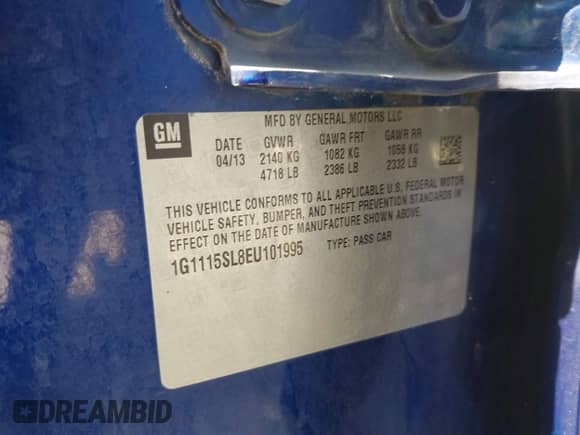 MFD BY GENERAL MOTORS LLC
GM
DATE GVWR GAWR FRT GAWR RR
04/13 2140 KG 1082 KG 1058 KG
4718 LB 2386 LB 2332 LB
THIS VEHICLE CONFORMS TO ALL APPLICABLE U.S. FEDERAL MOTOR
VEHICLE SAFETY, BUMPER, AND THEFT PREVENTION STANDARDS IN
EFFECT ON THE DATE OF MANUFACTURE SHOWN ABOVE.
1G1115SL8EU101995 TYPE: PASS CAR
DREAMBID